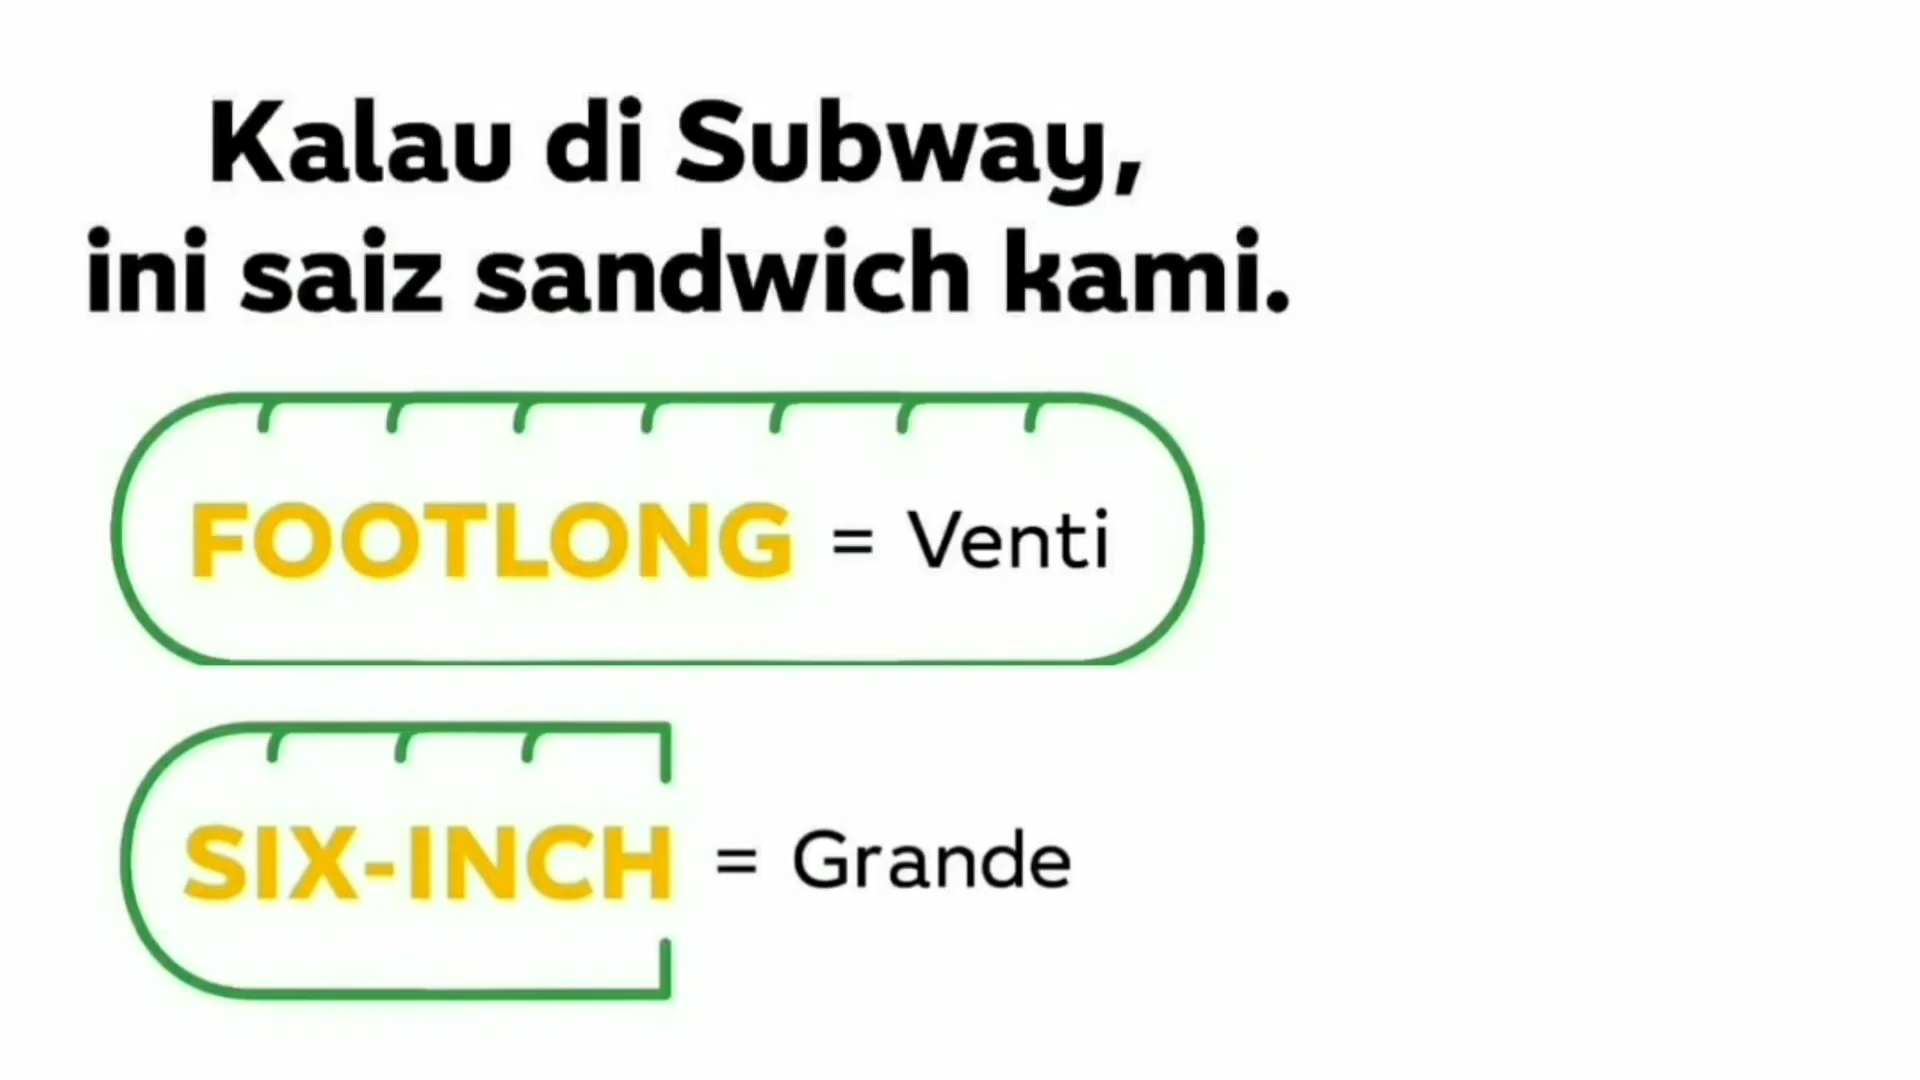 Kalau di Subway,
ini saiz sandwich kami.
FOOTLONG = Venti
SIX-INCH = Grande